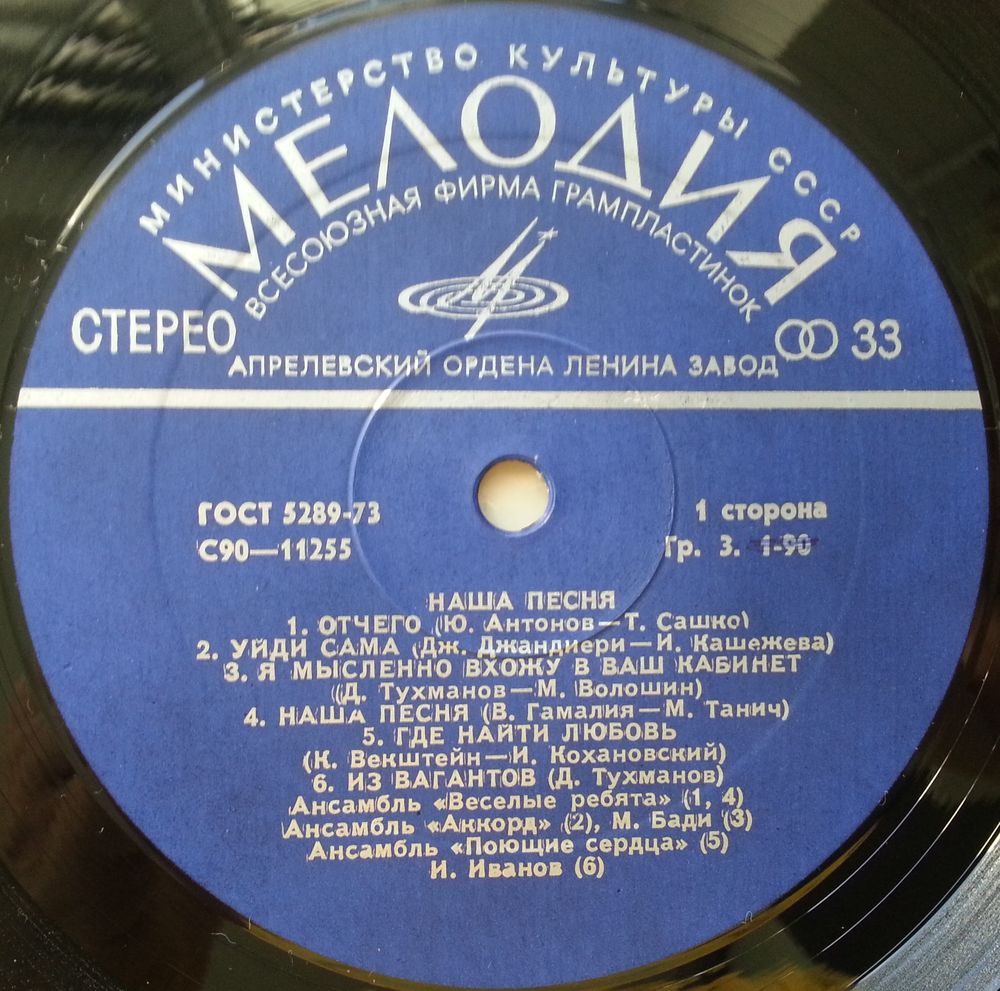 МИНИСТЕРСТВО КУЛЬТУРЫ СССР
МЕЛОДИЯ
ВСЕСОЮЗНАЯ ФИРМА ГРАМПЛАСТИНОК
СТЕРЕО 33
АПРЕЛЕВСКИЙ ОРДЕНА ЛЕНИНА ЗАВОД
ГОСТ 5289-73 1 сторона
С90—11255 Гр. 3. 1-90
НАША ПЕСНЯ
1. ОТЧЕГО (Ю. Антонов—Т. Сашко)
2. УЙДИ САМА (Дж. Джандиери—И. Кашежева)
3. Я МЫСЛЕННО ВХОЖУ В ВАШ КАБИНЕТ
(Д. Тухманов—М. Волошин)
4. НАША ПЕСНЯ (В. Гамалия—М. Танич)
5. ГДЕ НАЙТИ ЛЮБОВЬ
(К. Векштейн—И. Кохановский)
6. ИЗ ВАГАНТОВ (Д. Тухманов)
Ансамбль «Веселые ребята» (1, 4)
Ансамбль «Аккорд» (2), М. Бади (3)
Ансамбль «Поющие сердца» (5)
И. Иванов (6)